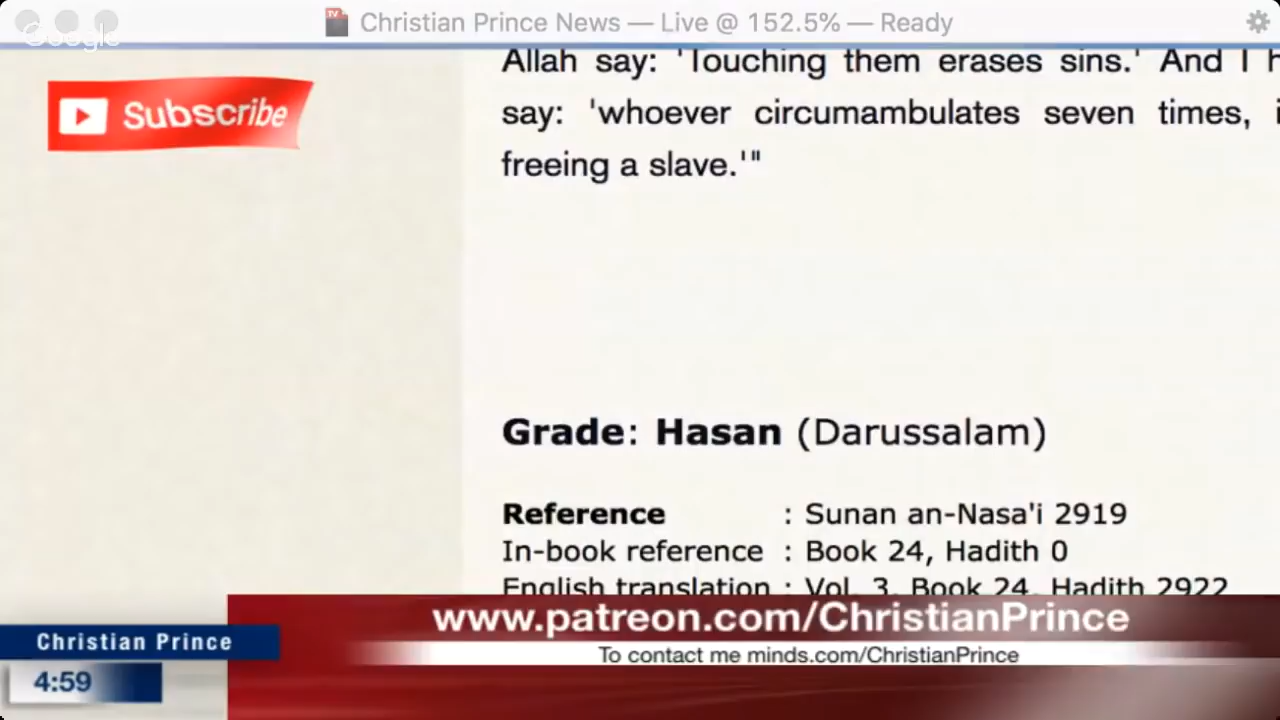 Christian Prince News — Live @ 152.5% — Ready
Google
Subscribe
Allah say: 'Touching them erases sins.' And I h
say: 'whoever circumambulates seven times, i
freeing a slave.'"
Grade: Hasan (Darussalam)
Reference : Sunan an-Nasa'i 2919
In-book reference : Book 24, Hadith 0
English translation : Vol. 3, Book 24, Hadith 2922
www.patreon.com/ChristianPrince
To contact me minds.com/ChristianPrince
Christian Prince
4:59